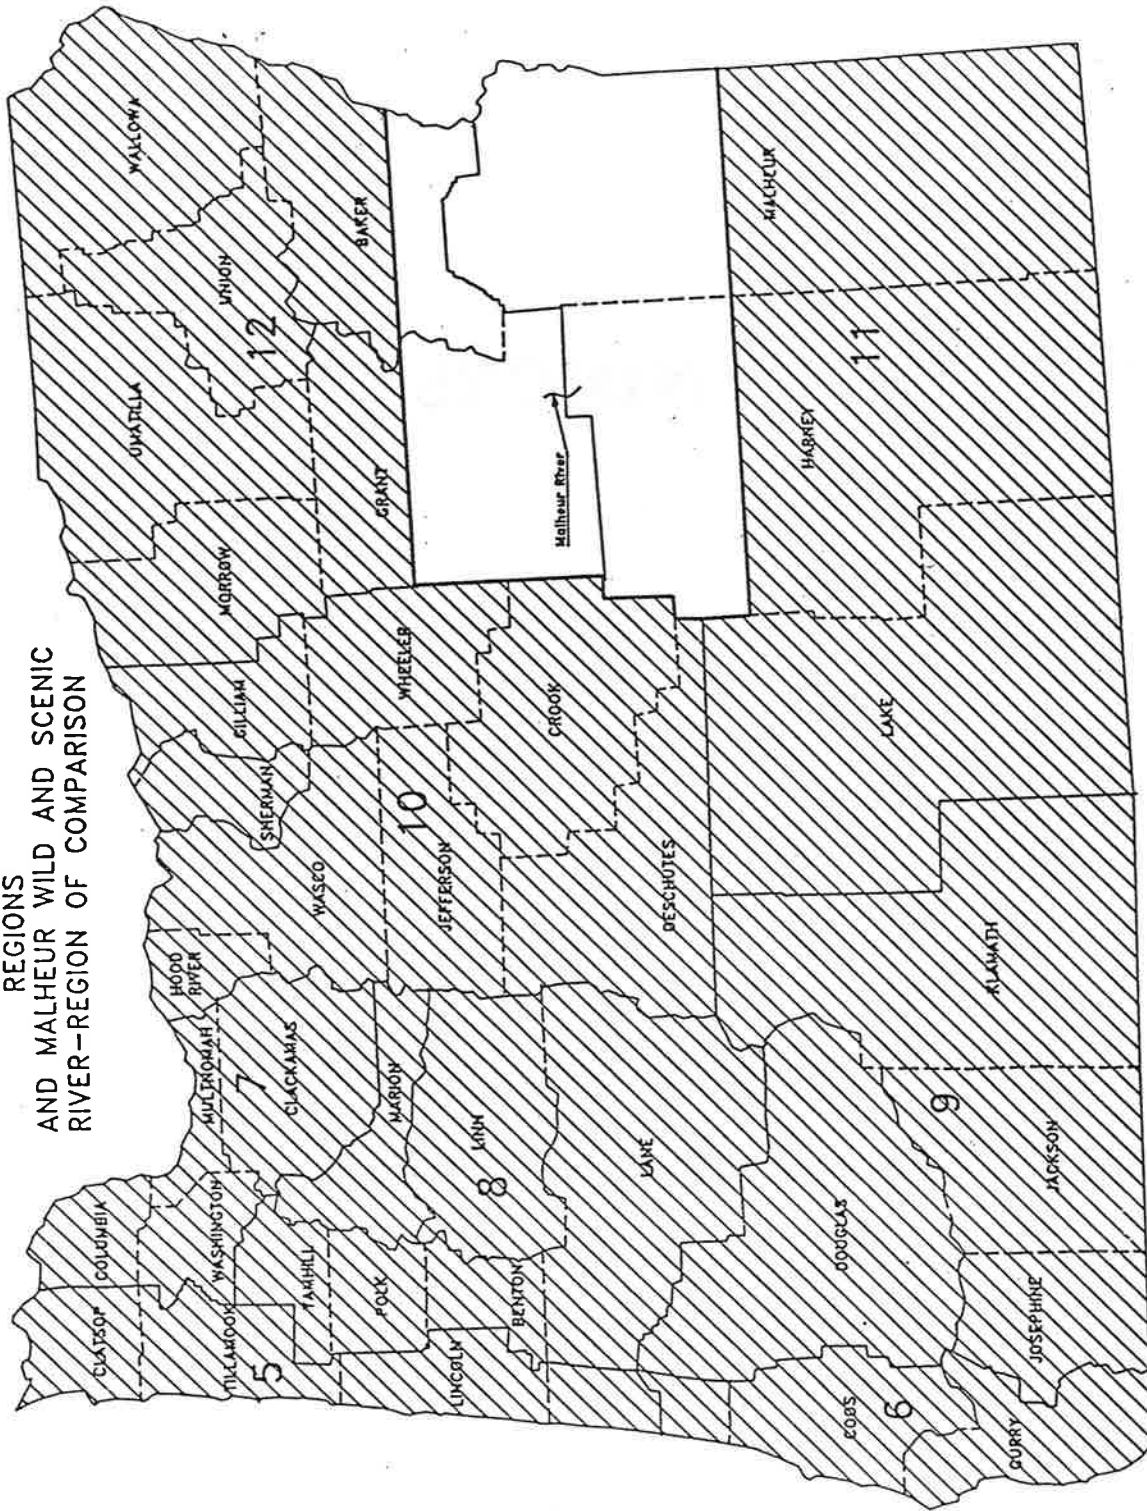 REGIONS
AND MALHEUR WILD AND SCENIC
RIVER-REGION OF COMPARISON
CLATSOP
COLUMBIA
TILLAMOOK
WASHINGTON
MULTNOMAH
HOOD
RIVER
5
7
YAMHILL
CLACKAMAS
POLK
MARION
LINCOLN
BENTON
LINN
8
LANE
SHERMAN
GILLIAM
MORROW
UMATILLA
WALLOWA
UNION
12
WASCO
WHEELER
GRANT
BAKER
JEFFERSON
10
CROOK
DESCHUTES
Malheur River
DOUGLAS
COOS
6
CURRY
JOSEPHINE
JACKSON
9
KLAMATH
LAKE
HARNEY
11
MALHEUR